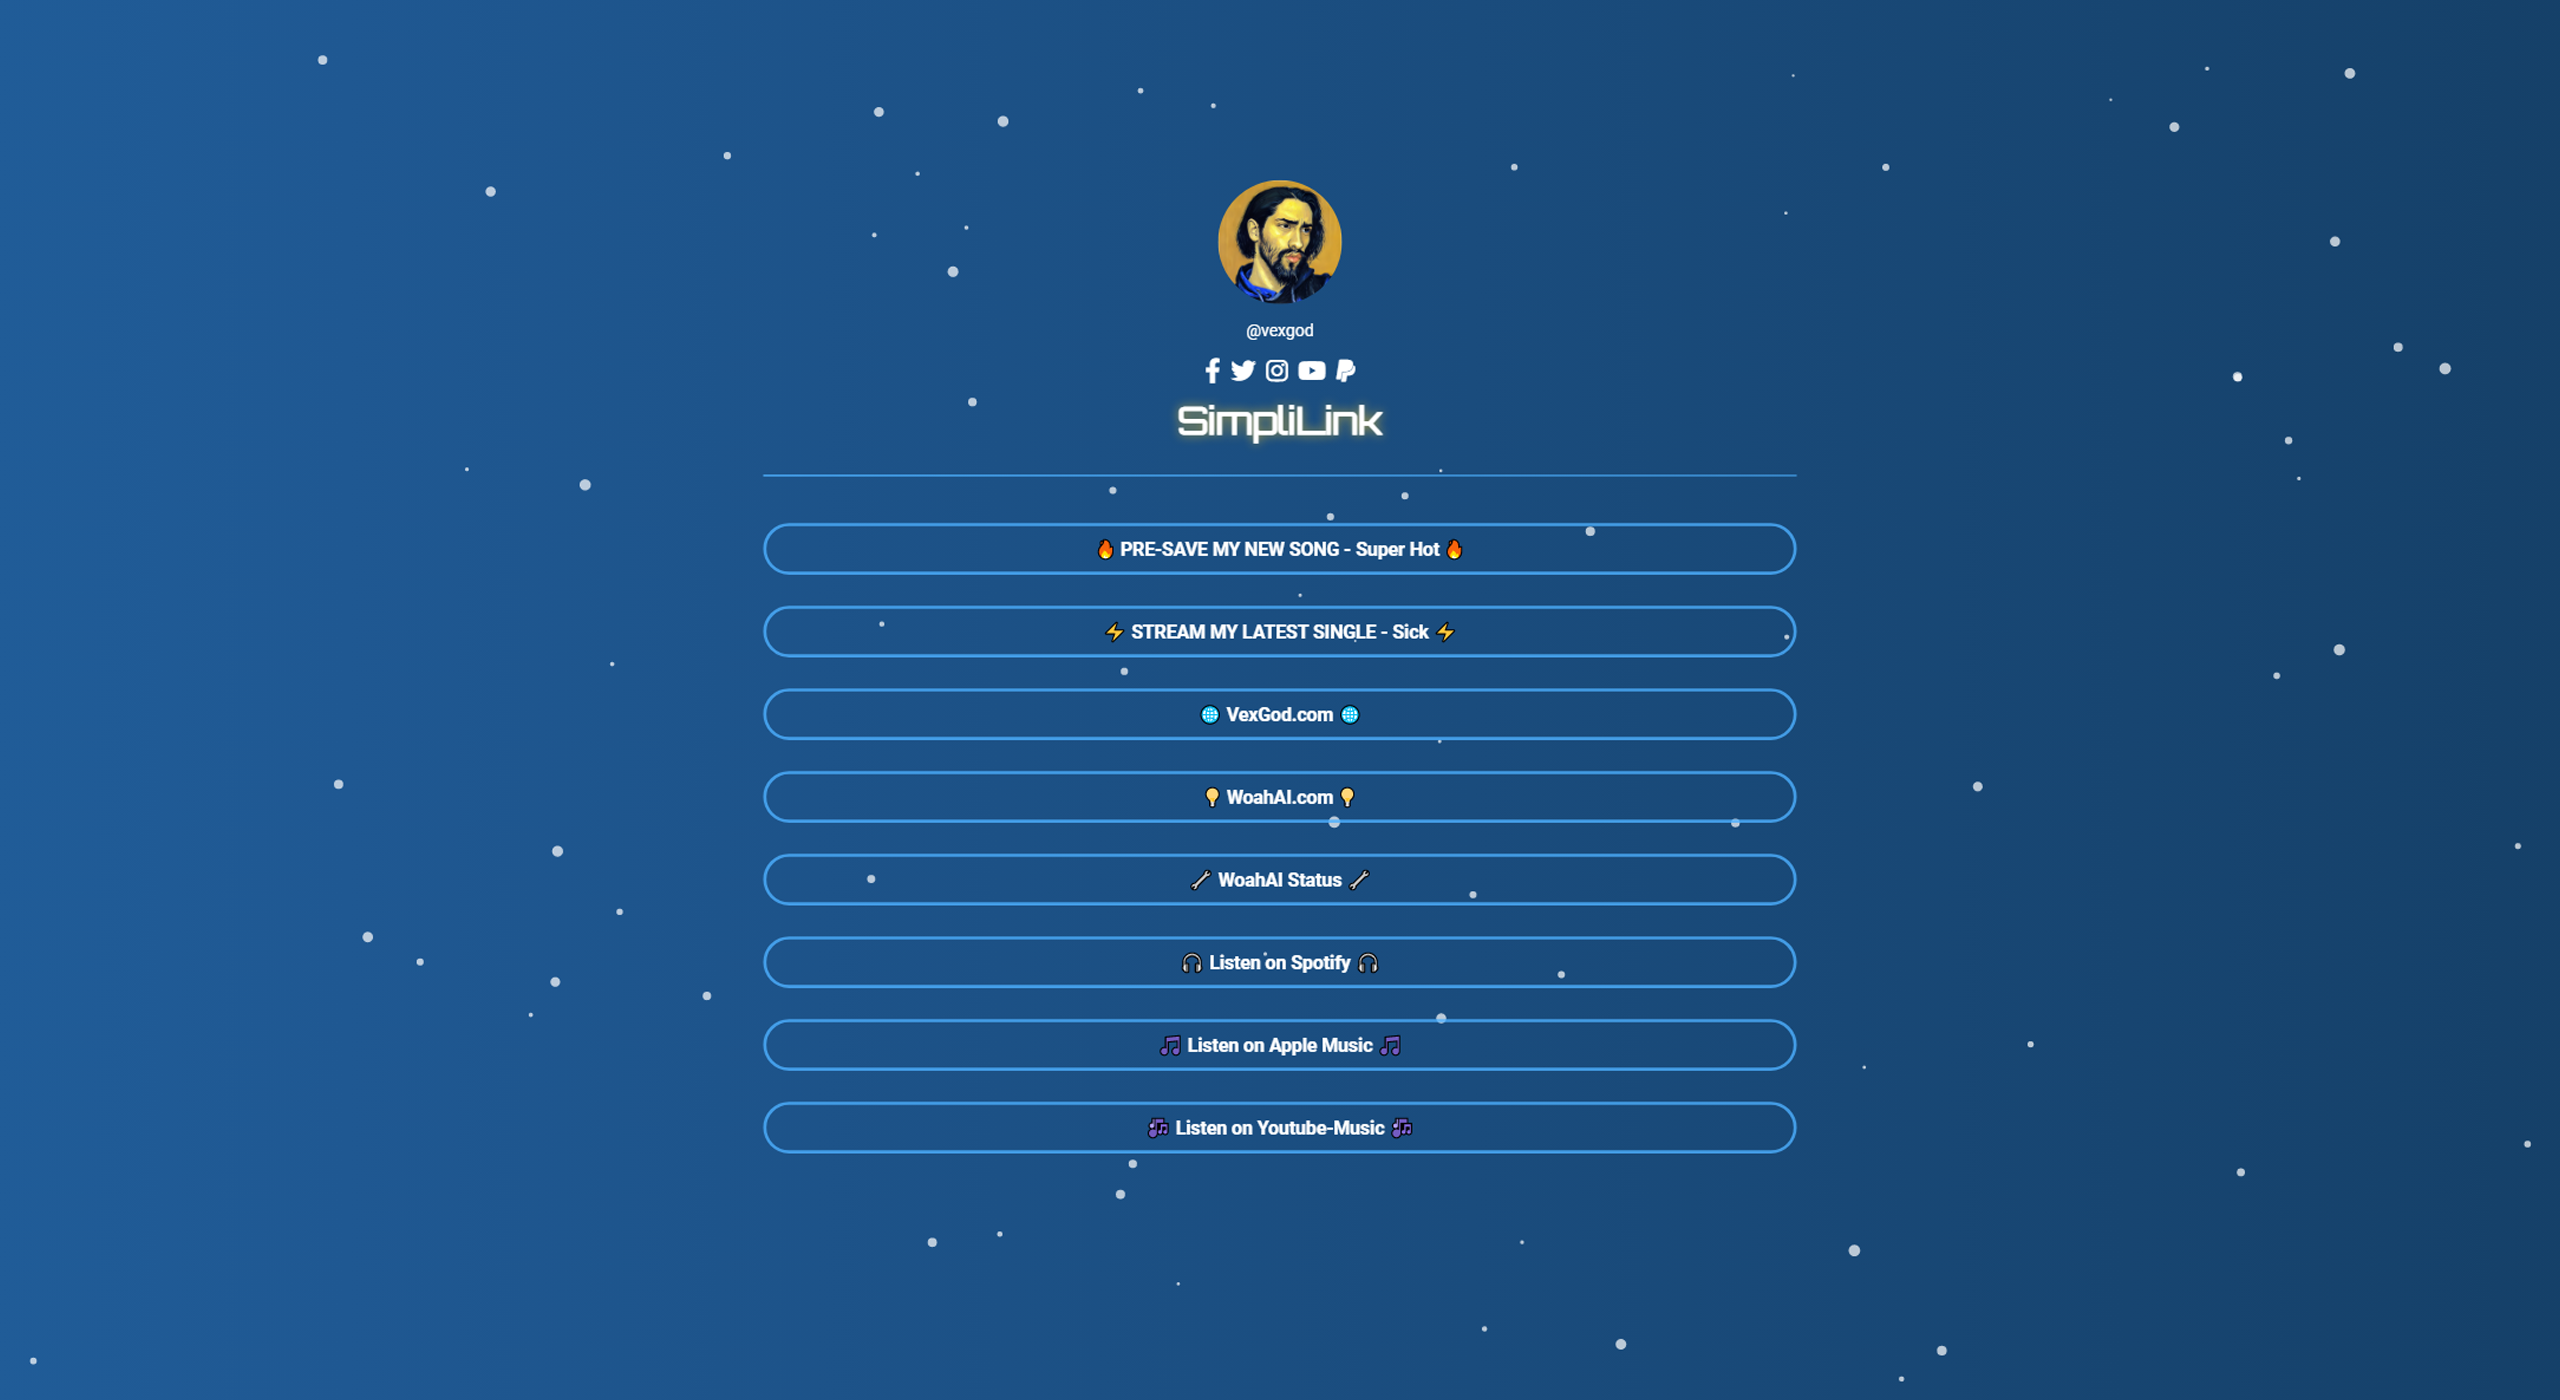 @vexgod
SimpliLink
🔥 PRE-SAVE MY NEW SONG - Super Hot 🔥
⚡ STREAM MY LATEST SINGLE - Sick ⚡
🌐 VexGod.com 🌐
💡 WoahAI.com 💡
🔧 WoahAI Status 🔧
🎧 Listen on Spotify 🎧
🎵 Listen on Apple Music 🎵
🎶 Listen on Youtube-Music 🎶